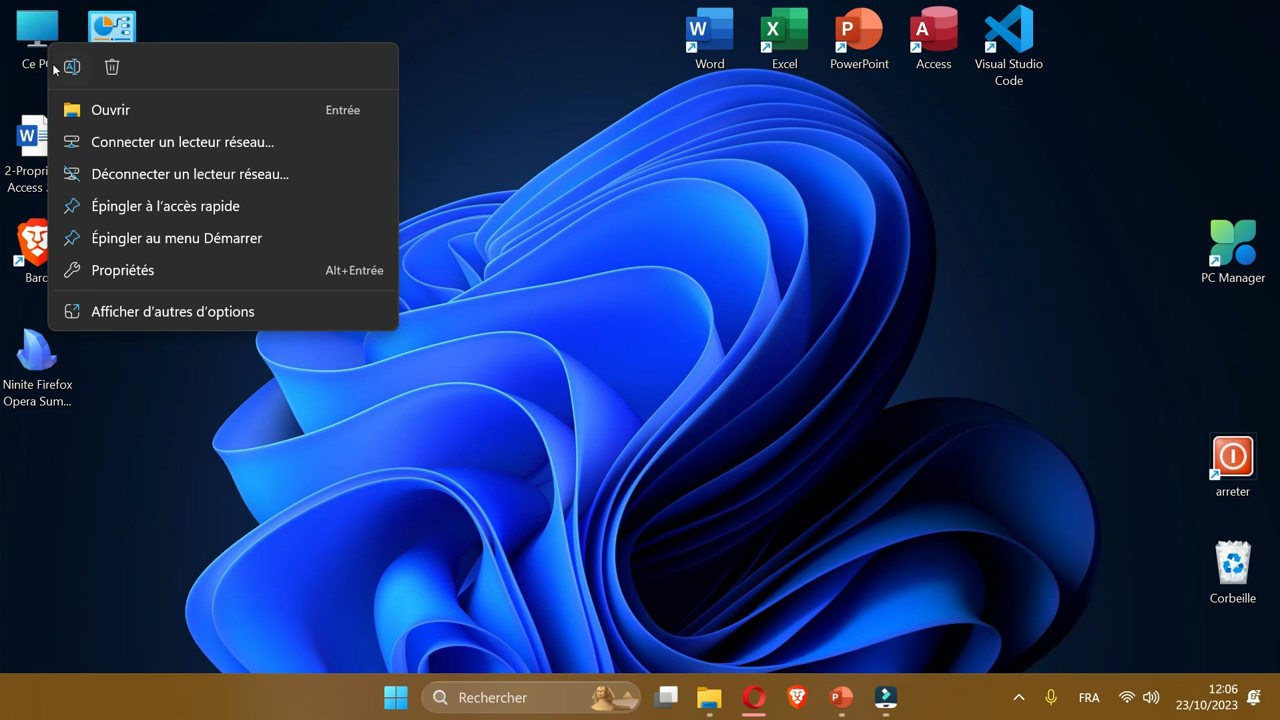 Word
Excel
PowerPoint
Access
Visual Studio
Code
Ouvrir Entrée
Connecter un lecteur réseau...
Déconnecter un lecteur réseau...
Épingler à l'accès rapide
Épingler au menu Démarrer
Propriétés Alt+Entrée
Afficher d'autres d'options
Ce
2-Propri
Access
Barc
Ninite Firefox
Opera Sum...
PC Manager
arreter
Corbeille
Rechercher
FRA
12:06
23/10/2023